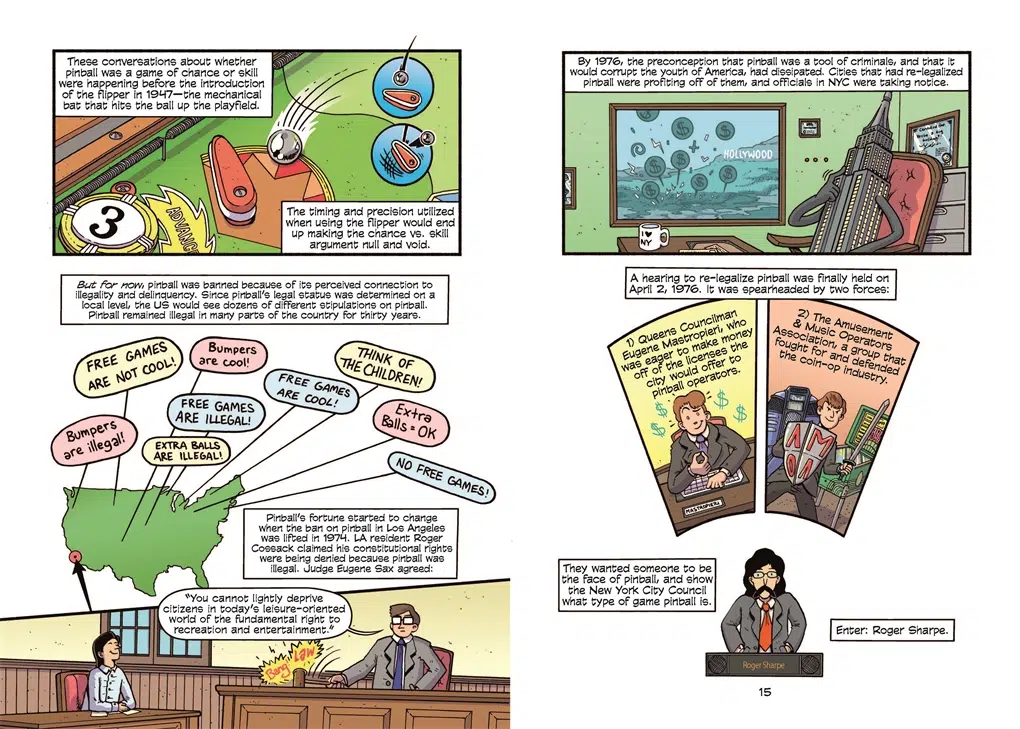 These conversations about whether
pinball was a game of chance or skill
were happening before the introduction
of the flipper in 1947—the mechanical
bat that hits the ball up the playfield.
3
ADVANCE
The timing and precision utilized
when using the flipper would end
up making the chance vs. skill
argument null and void.
But for now, pinball was banned because of its perceived connection to
illegality and delinquency. Since pinball's legal status was determined on a
local level, the US would see dozens of different stipulations on pinball.
Pinball remained illegal in many parts of the country for thirty years.
FREE GAMES
ARE NOT COOL!
Bumpers
are cool!
THINK OF
THE CHILDREN!
FREE GAMES
ARE COOL!
FREE GAMES
ARE ILLEGAL!
Bumpers
are illegal!
EXTRA BALLS
ARE ILLEGAL!
Extra
Balls = OK
NO FREE GAMES!
Pinball's fortune started to change
when the ban on pinball in Los Angeles
was lifted in 1974. LA resident Roger
Cossack claimed his constitutional rights
were being denied because pinball was
illegal. Judge Eugene Sax agreed:
"You cannot lightly deprive
citizens in today's leisure-oriented
world of the fundamental right to
recreation and entertainment."
Bang
LAW
By 1976, the preconception that pinball was a tool of criminals, and that it
would corrupt the youth of America, had dissipated. Cities that had re-legalized
pinball were profiting off of them, and officials in NYC were taking notice.
HOLLYWOOD
I ♥
NY
A hearing to re-legalize pinball was finally held on
April 2, 1976. It was spearheaded by two forces:
1) Queens Councilman
Eugene Mastropieri, who
was eager to make money
off of the licenses the
city would offer to
pinball operators.
MASTROPIERI
2) The Amusement
& Music Operators
Association, a group that
fought for and defended
the coin-op industry.
A M
O A
They wanted someone to be
the face of pinball, and show
the New York City Council
what type of game pinball is.
Roger Sharpe
Enter: Roger Sharpe.
15